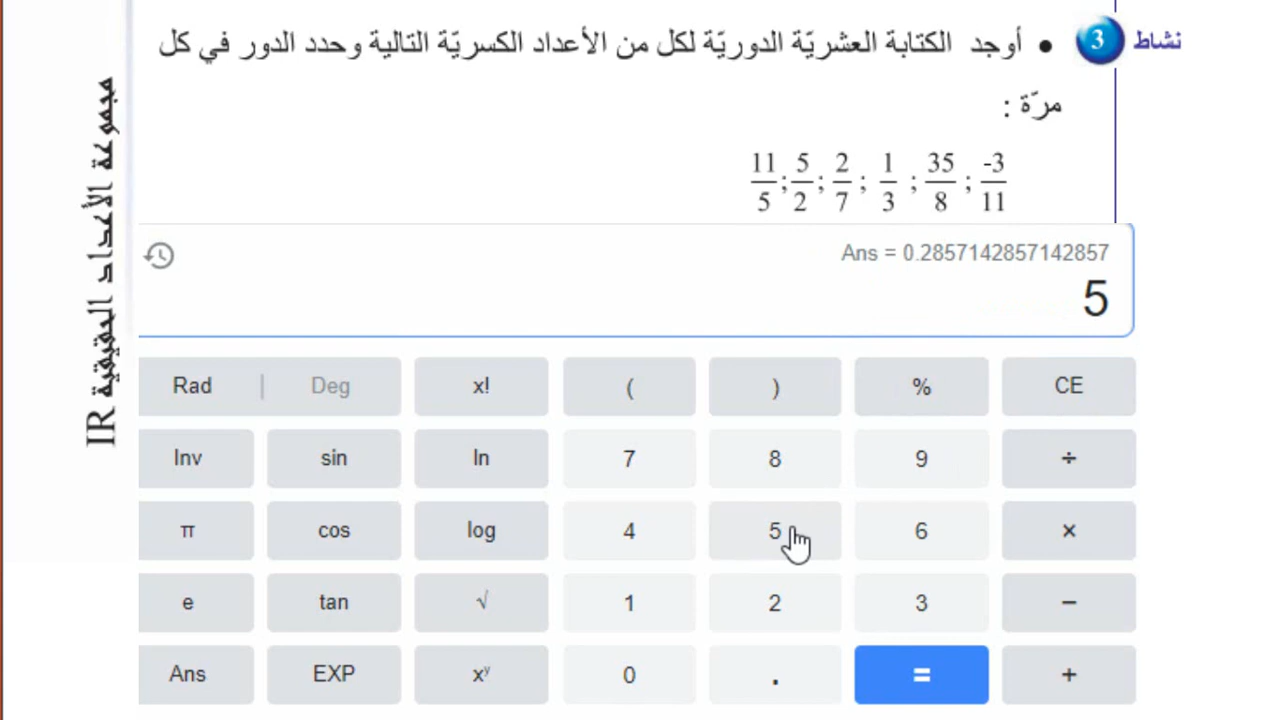 نشاط 3 • أوجد الكتابة العشريّة الدوريّة لكل من الأعداد الكسريّة التالية وحدد الدور في كل
مرّة :
11/5 ; 5/2 ; 2/7 ; 1/3 ; 35/8 ; -3/11
مجموعة الأعداد الحقيقية IR
Ans = 0.2857142857142857
5
Rad | Deg x! ( ) % CE
Inv sin ln 7 8 9 ÷
π cos log 4 5 6 ×
e tan √ 1 2 3 −
Ans EXP xʸ 0 . = +